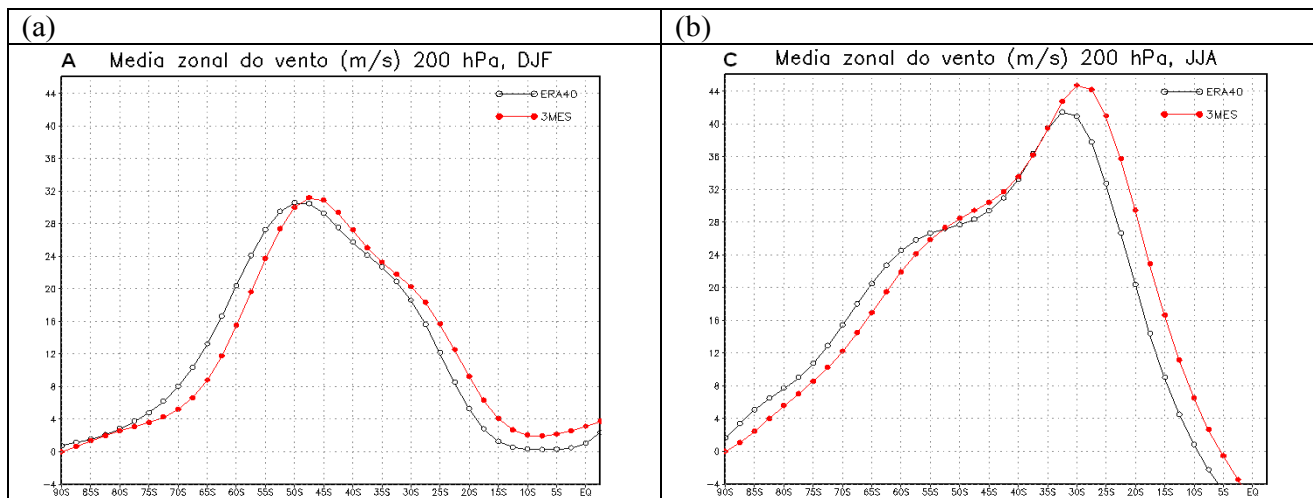 (a)
(b)
A Media zonal do vento (m/s) 200 hPa, DJF
44
40
36
32
28
24
20
16
12
8
4
0
-4
ERA40
3MES
90S 85S 80S 75S 70S 65S 60S 55S 50S 45S 40S 35S 30S 25S 20S 15S 10S 5S EQ
C Media zonal do vento (m/s) 200 hPa, JJA
44
40
36
32
28
24
20
16
12
8
4
0
-4
ERA40
3MES
90S 85S 80S 75S 70S 65S 60S 55S 50S 45S 40S 35S 30S 25S 20S 15S 10S 5S EQ